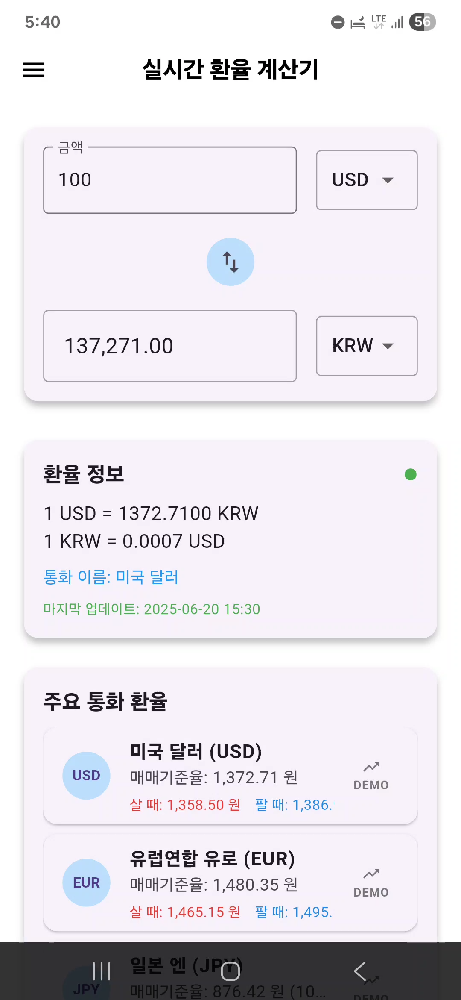 5:40
LTE
56
실시간 환율 계산기
금액
100
USD
137,271.00
KRW
환율 정보
1 USD = 1372.7100 KRW
1 KRW = 0.0007 USD
통화 이름: 미국 달러
마지막 업데이트: 2025-06-20 15:30
주요 통화 환율
USD
미국 달러 (USD)
매매기준율: 1,372.71 원
살 때: 1,358.50 원 팔 때: 1,386.
DEMO
EUR
유럽연합 유로 (EUR)
매매기준율: 1,480.35 원
살 때: 1,465.15 원 팔 때: 1,495.
DEMO
JPY
일본 엔 (JPY)
매매기준율: 876.42 원 (10...
DEMO